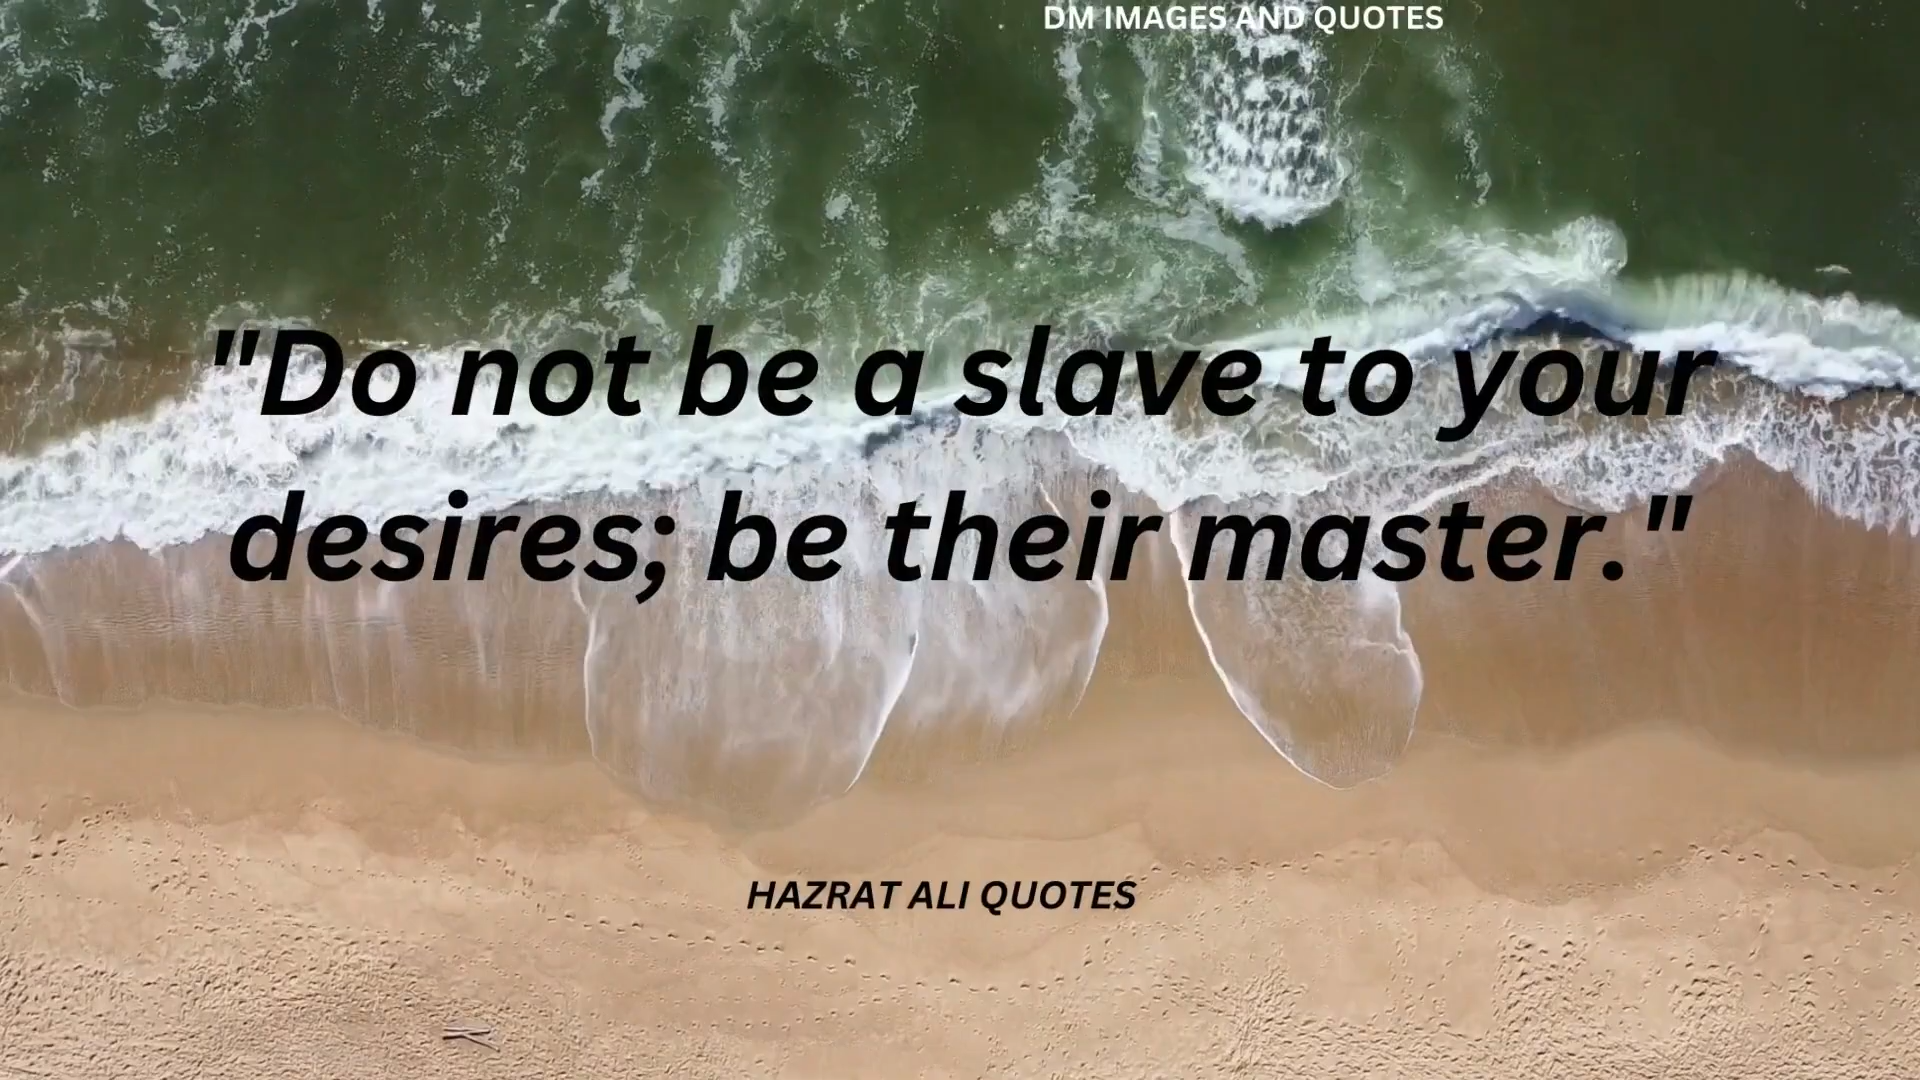 DM IMAGES AND QUOTES
"Do not be a slave to your
desires; be their master."
HAZRAT ALI QUOTES